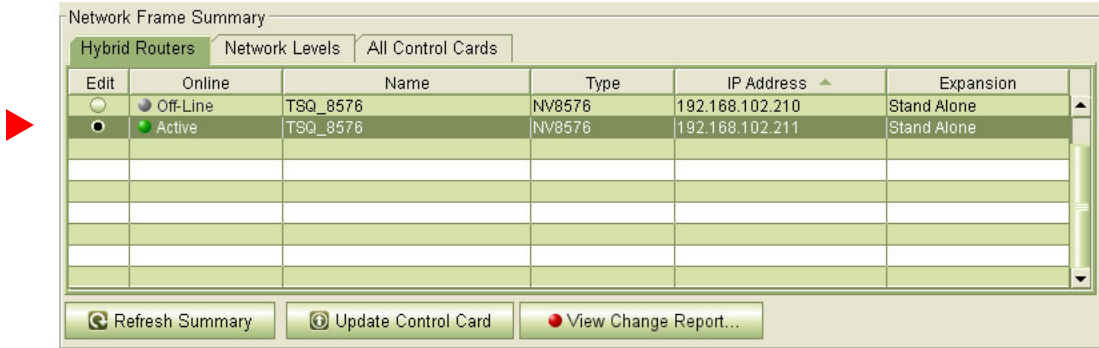 Network Frame Summary
Hybrid Routers Network Levels All Control Cards
Edit Online Name Type IP Address Expansion
Off-Line TSQ_8576 NV8576 192.168.102.210 Stand Alone
Active TSQ_8576 NV8576 192.168.102.211 Stand Alone
Refresh Summary Update Control Card View Change Report...